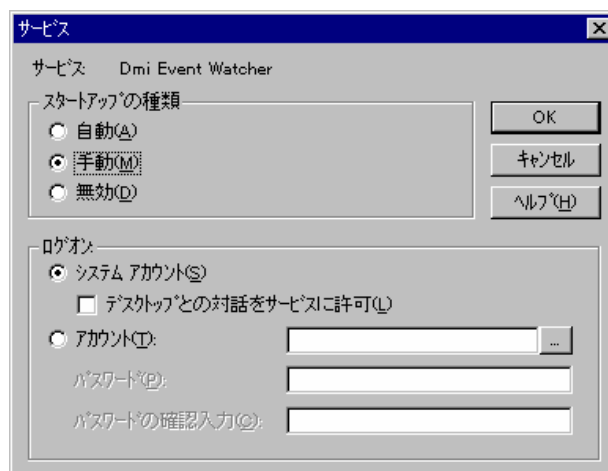 サービス
サービス: Dmi Event Watcher
スタートアップの種類
自動(A)
手動(M)
無効(D)
OK
キャンセル
ヘルプ(H)
ログオン:
システム アカウント(S)
デスクトップとの対話をサービスに許可(L)
アカウント(T):
...
パスワード(P):
パスワードの確認入力(C):